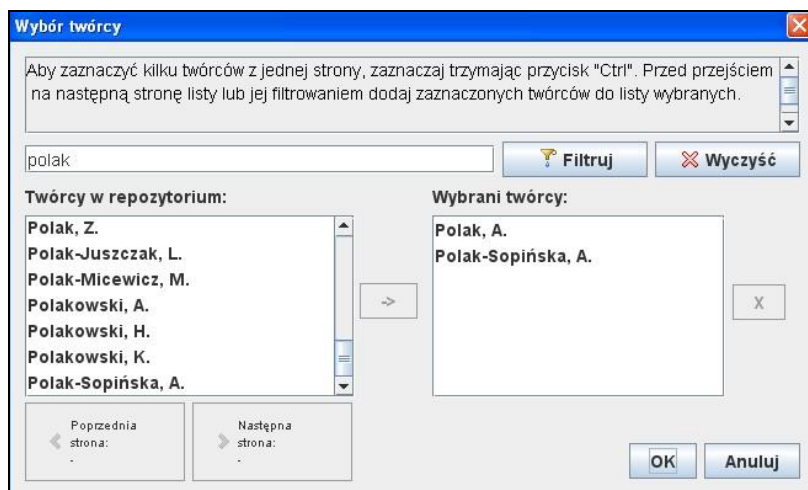 Wybór twórcy
Aby zaznaczyć kilku twórców z jednej strony, zaznaczaj trzymając przycisk "Ctrl". Przed przejściem
na następną stronę listy lub jej filtrowaniem dodaj zaznaczonych twórców do listy wybranych.
polak
Filtruj
Wyczyść
Twórcy w repozytorium:
Polak, Z.
Polak-Juszczak, L.
Polak-Micewicz, M.
Polakowski, A.
Polakowski, H.
Polakowski, K.
Polak-Sopińska, A.
->
Wybrani twórcy:
Polak, A.
Polak-Sopińska, A.
X
Poprzednia
strona:
-
Następna
strona:
-
OK
Anuluj